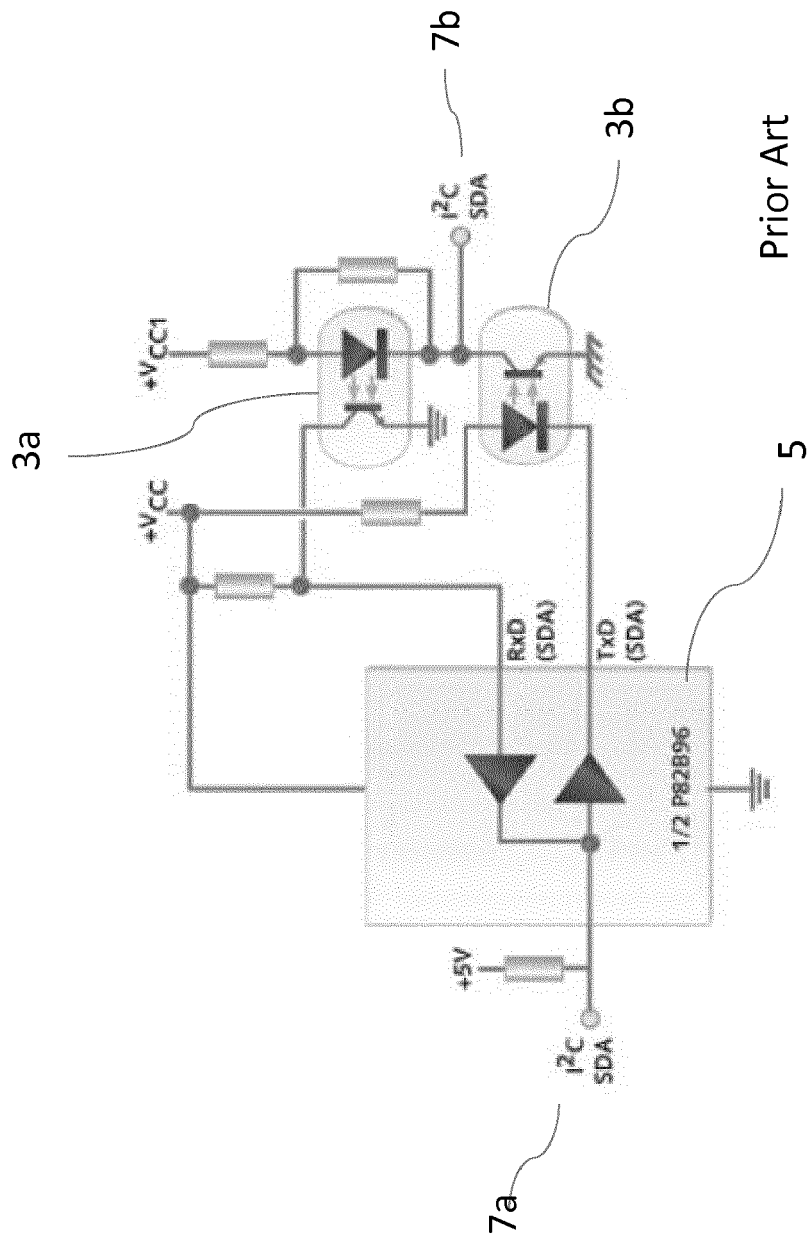 3a
7b
+VCC1
+VCC
I²C
SDA
3b
RxD
(SDA)
TxD
(SDA)
+5V
I²C
SDA
1/2 P82B96
5
7a
Prior Art